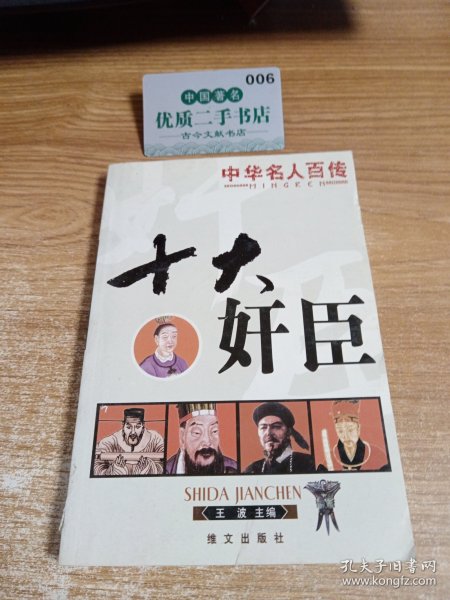 006
中国著名
优质二手书店
古今文献书店
中华名人百传
MINGREN
十大
奸臣
SHIDA JIANCHEN
王波 主编
维文出版社
孔夫子旧书网
www.kongfz.com